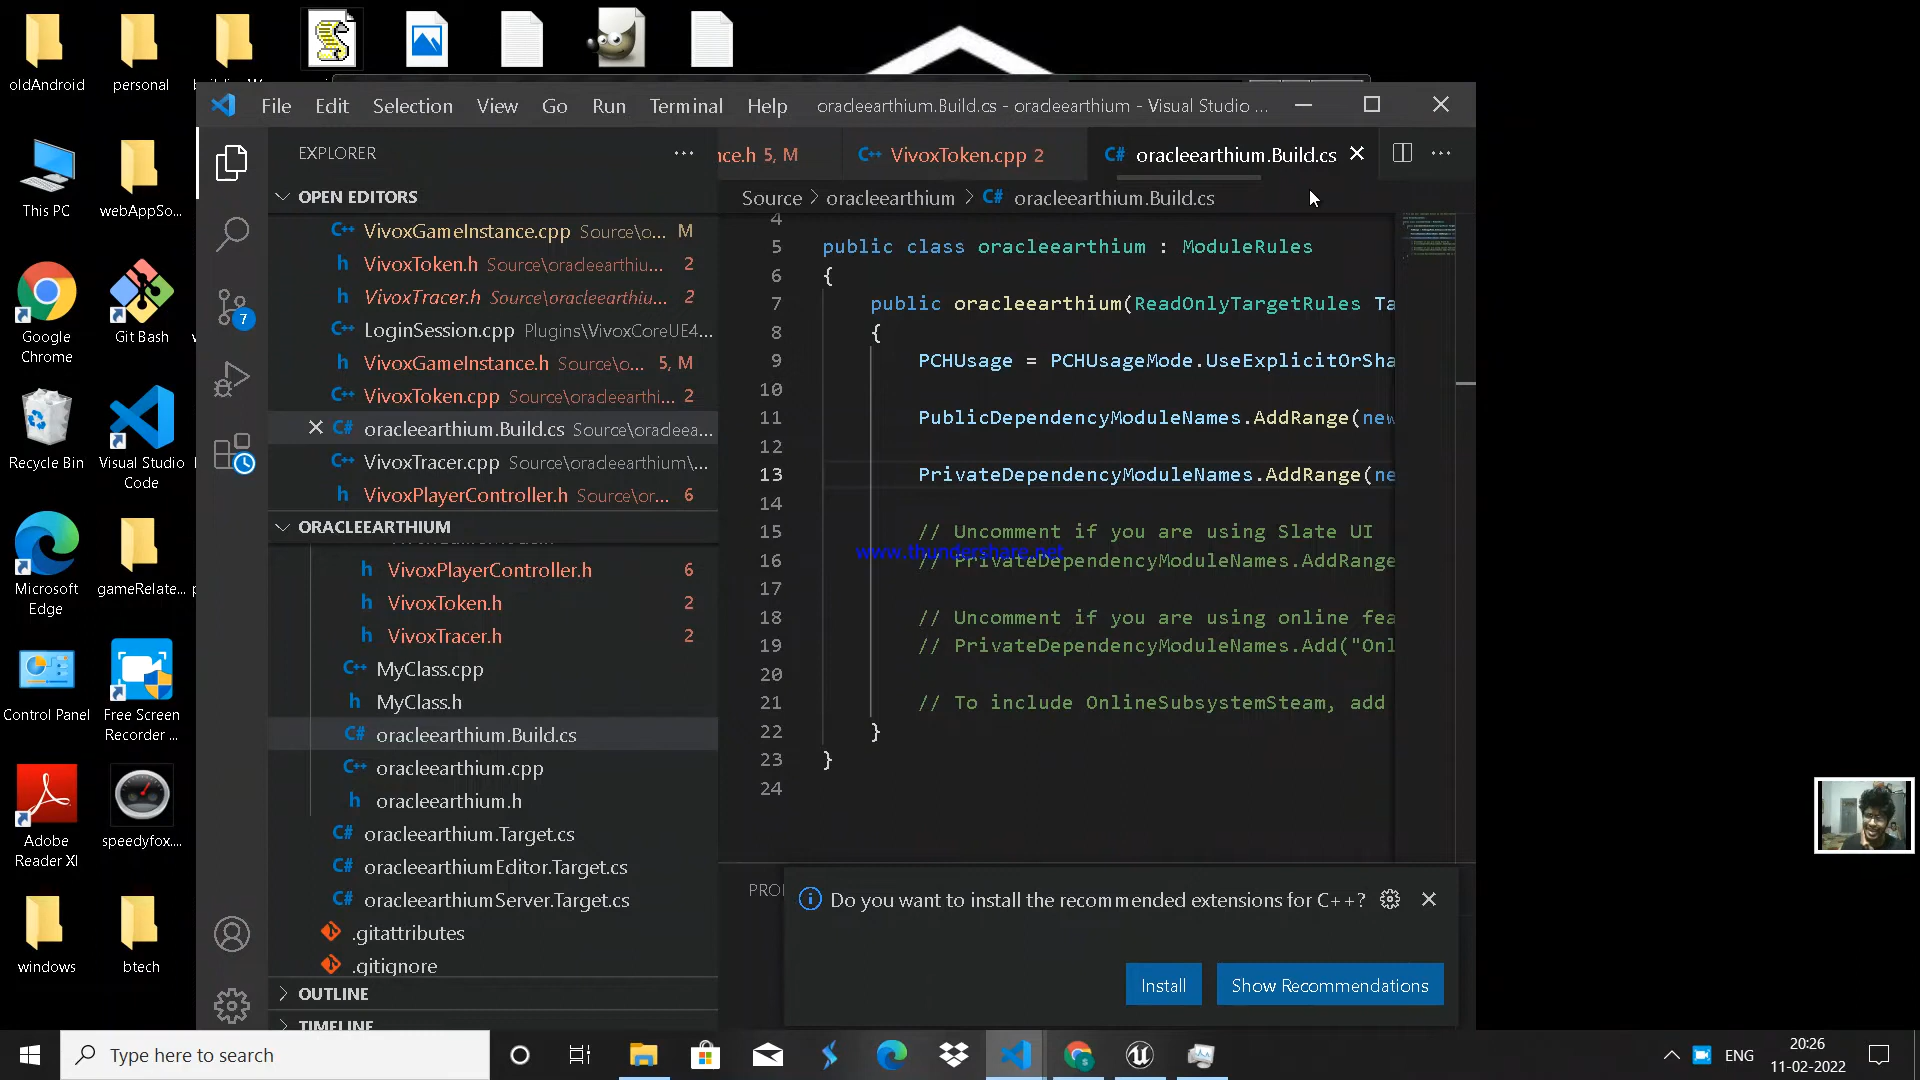 oldAndroid
personal
This PC
webAppSo...
Google
Chrome
Git Bash
Recycle Bin
Visual Studio
Code
Microsoft
Edge
gameRelate...
Control Panel
Free Screen
Recorder ...
Adobe
Reader XI
speedyfox....
windows
btech
File Edit Selection View Go Run Terminal Help
oracleearthium.Build.cs - oracleearthium - Visual Studio ...
EXPLORER
OPEN EDITORS
VivoxGameInstance.cpp Source\o... M
VivoxToken.h Source\oracleearthiu... 2
VivoxTracer.h Source\oracleearthiu... 2
LoginSession.cpp Plugins\VivoxCoreUE4...
VivoxGameInstance.h Source\o... 5, M
VivoxToken.cpp Source\oracleearthi... 2
oracleearthium.Build.cs Source\oracleea...
VivoxTracer.cpp Source\oracleearthium\...
VivoxPlayerController.h Source\or... 6
ORACLEEARTHIUM
VivoxPlayerController.h 6
VivoxToken.h 2
VivoxTracer.h 2
MyClass.cpp
MyClass.h
oracleearthium.Build.cs
oracleearthium.cpp
oracleearthium.h
oracleearthium.Target.cs
oracleearthiumEditor.Target.cs
oracleearthiumServer.Target.cs
.gitattributes
.gitignore
OUTLINE
TIMELINE
7
nce.h 5, M
VivoxToken.cpp 2
C# oracleearthium.Build.cs
Source > oracleearthium > C# oracleearthium.Build.cs
4
5 public class oracleearthium : ModuleRules
6 {
7 public oracleearthium(ReadOnlyTargetRules Ta
8 {
9 PCHUsage = PCHUsageMode.UseExplicitOrSha
10
11 PublicDependencyModuleNames.AddRange(new
12
13 PrivateDependencyModuleNames.AddRange(ne
14
15 // Uncomment if you are using Slate UI
www.thundershare.net
16 // PrivateDependencyModuleNames.AddRange
17
18 // Uncomment if you are using online fea
19 // PrivateDependencyModuleNames.Add("Onl
20
21 // To include OnlineSubsystemSteam, add
22 }
23 }
24
PRO
Do you want to install the recommended extensions for C++?
Install
Show Recommendations
Type here to search
ENG
20:26
11-02-2022